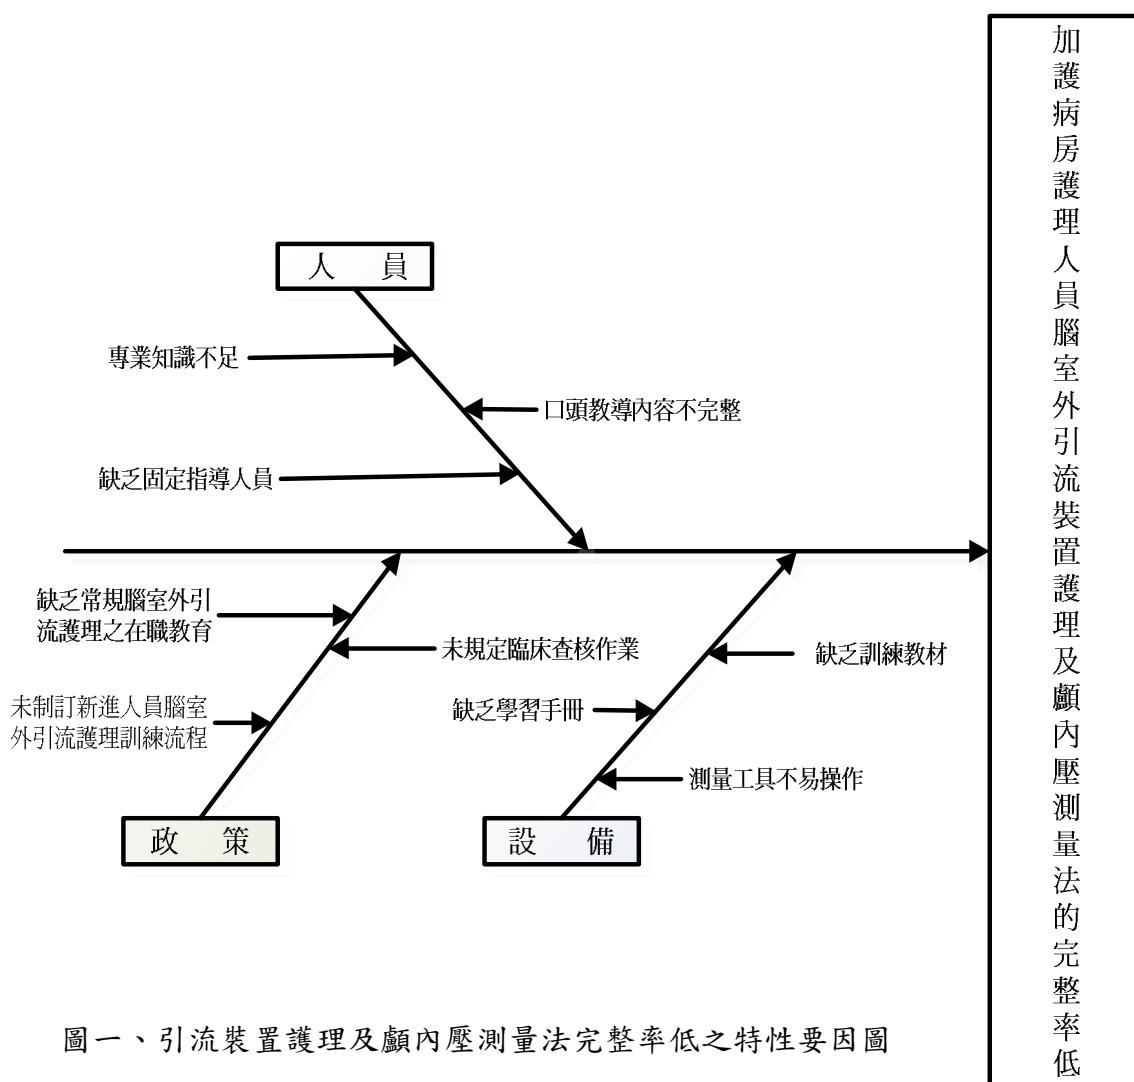 加護病房護理人員腦室外引流裝置護理及顱內壓測量法的完整率低
人 員
專業知識不足
口頭教導內容不完整
缺乏固定指導人員
缺乏常規腦室外引
流護理之在職教育
未規定臨床查核作業
缺乏訓練教材
未制訂新進人員腦室
外引流護理訓練流程
缺乏學習手冊
測量工具不易操作
政 策
設 備
圖一、引流裝置護理及顱內壓測量法完整率低之特性要因圖